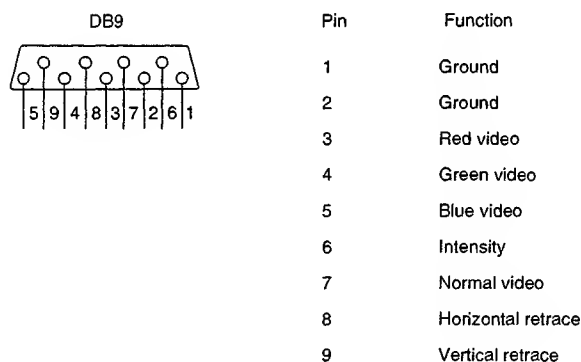 DB9
5 9 4 8 3 7 2 6 1
Pin Function
1 Ground
2 Ground
3 Red video
4 Green video
5 Blue video
6 Intensity
7 Normal video
8 Horizontal retrace
9 Vertical retrace